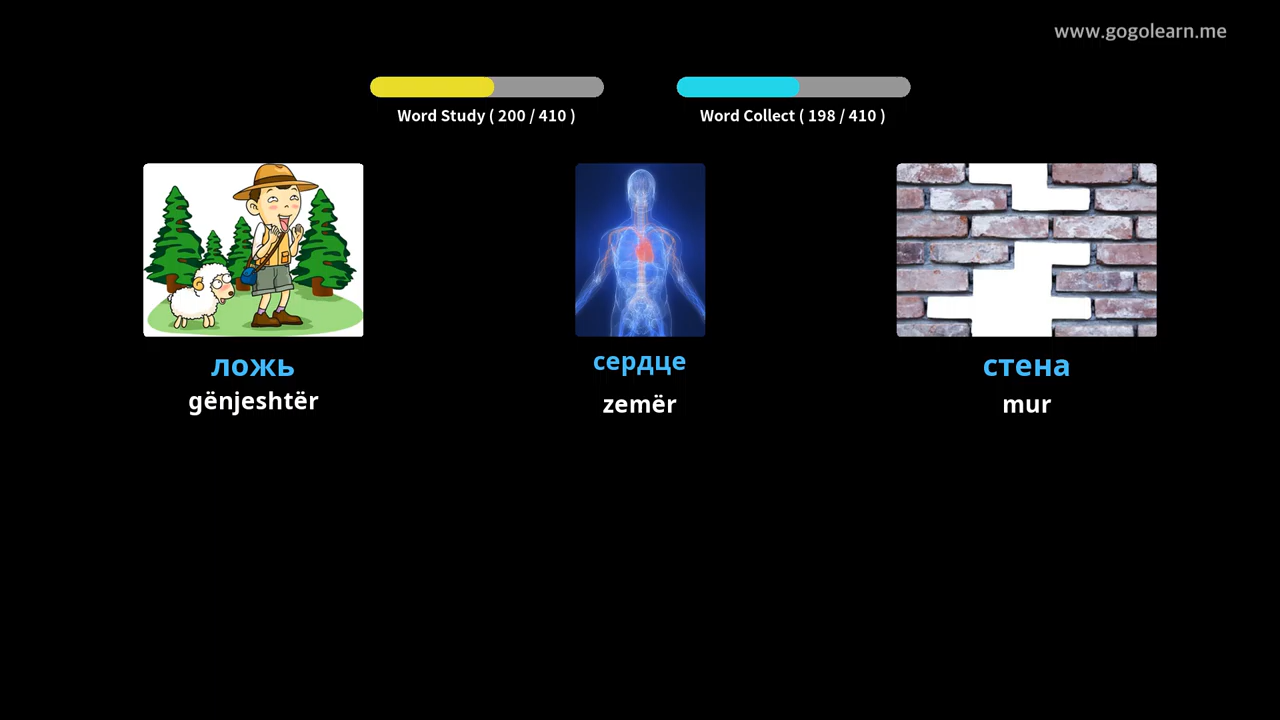 www.gogolearn.me
Word Study ( 200 / 410 )
Word Collect ( 198 / 410 )
ложь
gënjeshtër
сердце
zemër
стена
mur